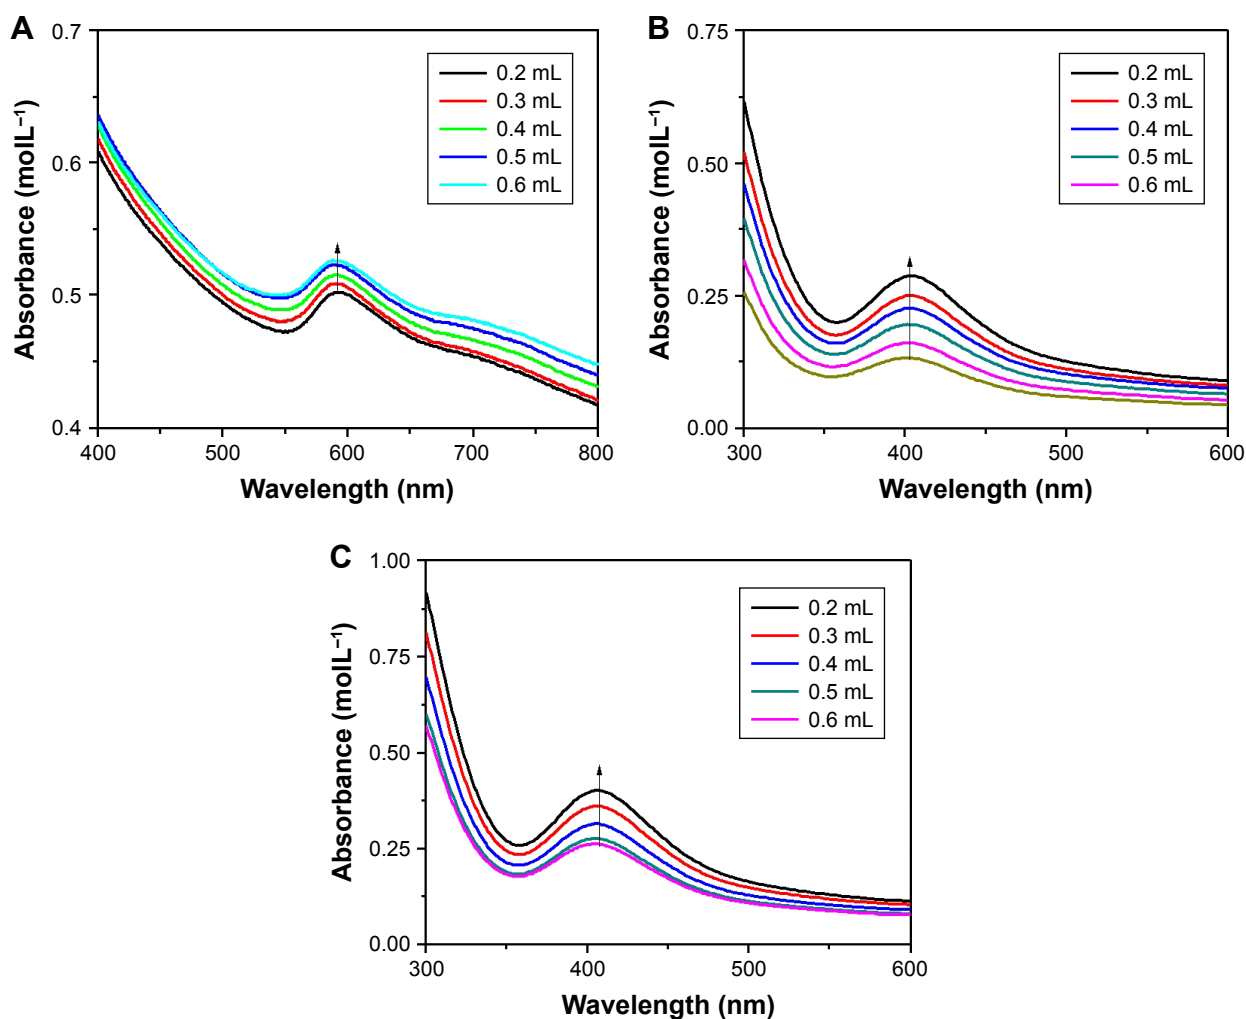 A
0.7
0.6
0.5
0.4
Absorbance (molL⁻¹)
400 500 600 700 800
Wavelength (nm)
0.2 mL
0.3 mL
0.4 mL
0.5 mL
0.6 mL
B
0.75
0.50
0.25
0.00
Absorbance (molL⁻¹)
300 400 500 600
Wavelength (nm)
0.2 mL
0.3 mL
0.4 mL
0.5 mL
0.6 mL
C
1.00
0.75
0.50
0.25
0.00
Absorbance (molL⁻¹)
300 400 500 600
Wavelength (nm)
0.2 mL
0.3 mL
0.4 mL
0.5 mL
0.6 mL